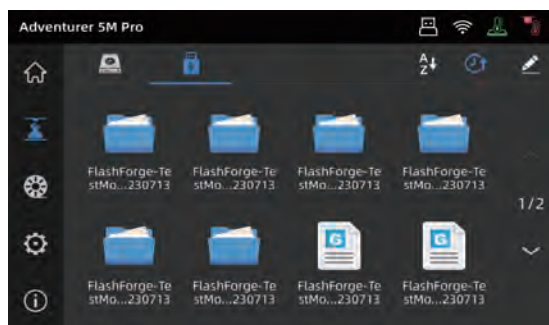 Adventurer 5M Pro
A
Z
FlashForge-Te FlashForge-Te FlashForge-Te FlashForge-Te
stMo...230713 stMo...230713 stMo...230713 stMo...230713
1/2
G G
FlashForge-Te FlashForge-Te FlashForge-Te FlashForge-Te
stMo...230713 stMo...230713 stMo...230713 stMo...230713